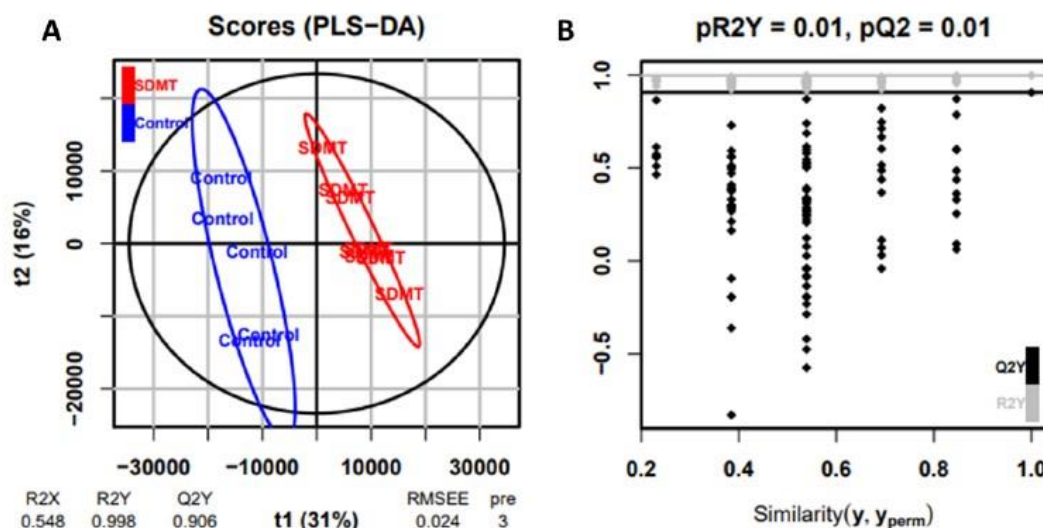 A
Scores (PLS-DA)
SDMT
Control
t2 (16%)
10000
0
-20000
-30000
-10000
10000
30000
t1 (31%)
Control
Control
Control
Control
Control
SDMT
SDMT
SDMT
SDMT
SDMT
SDMT
R2X R2Y Q2Y RMSEE pre
0.548 0.998 0.906 0.024 3
B
pR2Y = 0.01, pQ2 = 0.01
1.0
0.5
0.0
-0.5
Q2Y
R2Y
0.2 0.4 0.6 0.8 1.0
Similarity(y, yperm)